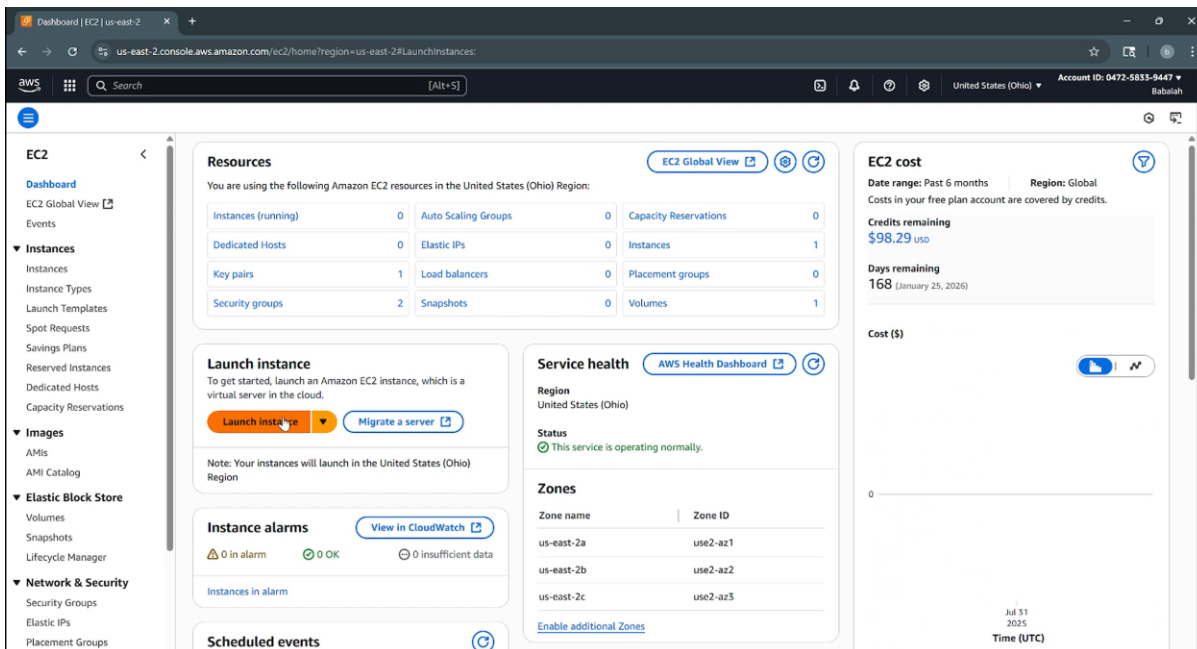 Dashboard | EC2 | us-east-2
us-east-2.console.aws.amazon.com/ec2/home?region=us-east-2#LaunchInstances:
b
aws
Search
[Alt+S]
United States (Ohio)
Account ID: 0472-5833-9447
Babaiah
EC2
Dashboard
EC2 Global View
Events
Instances
Instances
Instance Types
Launch Templates
Spot Requests
Savings Plans
Reserved Instances
Dedicated Hosts
Capacity Reservations
Images
AMIs
AMI Catalog
Elastic Block Store
Volumes
Snapshots
Lifecycle Manager
Network & Security
Security Groups
Elastic IPs
Placement Groups
Resources
EC2 Global View
You are using the following Amazon EC2 resources in the United States (Ohio) Region:
Instances (running) 0 Auto Scaling Groups 0 Capacity Reservations 0
Dedicated Hosts 0 Elastic IPs 0 Instances 1
Key pairs 1 Load balancers 0 Placement groups 0
Security groups 2 Snapshots 0 Volumes 1
Launch instance
To get started, launch an Amazon EC2 instance, which is a
virtual server in the cloud.
Launch instance
Migrate a server
Note: Your instances will launch in the United States (Ohio)
Region
Instance alarms
View in CloudWatch
0 in alarm 0 OK 0 insufficient data
Instances in alarm
Scheduled events
Service health
AWS Health Dashboard
Region
United States (Ohio)
Status
This service is operating normally.
Zones
Zone name Zone ID
us-east-2a use2-az1
us-east-2b use2-az2
us-east-2c use2-az3
Enable additional Zones
EC2 cost
Date range: Past 6 months Region: Global
Costs in your free plan account are covered by credits.
Credits remaining
$98.29 USD
Days remaining
168 (January 25, 2026)
Cost ($)
0
Jul 31
2025
Time (UTC)